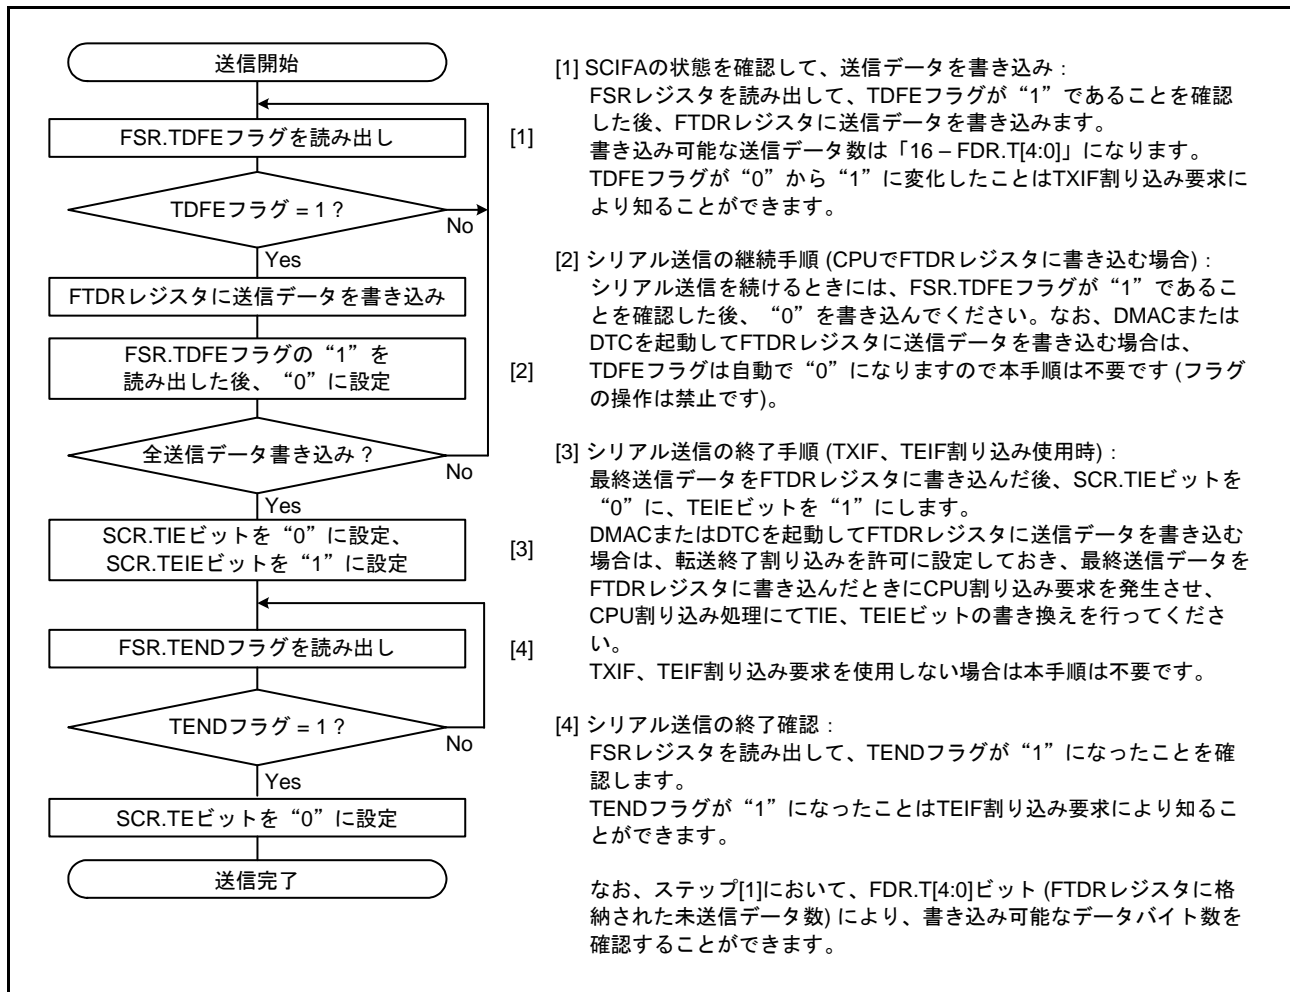 送信開始
FSR.TDFEフラグを読み出し
[1]
TDFEフラグ = 1 ?
No
Yes
FTDRレジスタに送信データを書き込み
FSR.TDFEフラグの“1”を
読み出した後、“0”に設定
[2]
全送信データ書き込み ?
No
Yes
SCR.TIEビットを“0”に設定、
SCR.TEIEビットを“1”に設定
[3]
FSR.TENDフラグを読み出し
[4]
TENDフラグ = 1 ?
No
Yes
SCR.TEビットを“0”に設定
送信完了
[1] SCIFAの状態を確認して、送信データを書き込み :
FSRレジスタを読み出して、TDFEフラグが“1”であることを確認
した後、FTDRレジスタに送信データを書き込みます。
書き込み可能な送信データ数は「16 – FDR.T[4:0]」になります。
TDFEフラグが“0”から“1”に変化したことはTXIF割り込み要求に
より知ることができます。
[2] シリアル送信の継続手順 (CPUでFTDRレジスタに書き込む場合) :
シリアル送信を続けるときには、FSR.TDFEフラグが“1”であるこ
とを確認した後、“0”を書き込んでください。なお、DMACまたは
DTCを起動してFTDRレジスタに送信データを書き込む場合は、
TDFEフラグは自動で“0”になりますので本手順は不要です (フラグ
の操作は禁止です)。
[3] シリアル送信の終了手順 (TXIF、TEIF割り込み使用時) :
最終送信データをFTDRレジスタに書き込んだ後、SCR.TIEビットを
“0”に、TEIEビットを“1”にします。
DMACまたはDTCを起動してFTDRレジスタに送信データを書き込む
場合は、転送終了割り込みを許可に設定しておき、最終送信データを
FTDRレジスタに書き込んだときにCPU割り込み要求を発生させ、
CPU割り込み処理にてTIE、TEIEビットの書き換えを行ってくださ
い。
TXIF、TEIF割り込み要求を使用しない場合は本手順は不要です。
[4] シリアル送信の終了確認 :
FSRレジスタを読み出して、TENDフラグが“1”になったことを確
認します。
TENDフラグが“1”になったことはTEIF割り込み要求により知るこ
とができます。
なお、ステップ[1]において、FDR.T[4:0]ビット (FTDRレジスタに格
納された未送信データ数) により、書き込み可能なデータバイト数を
確認することができます。